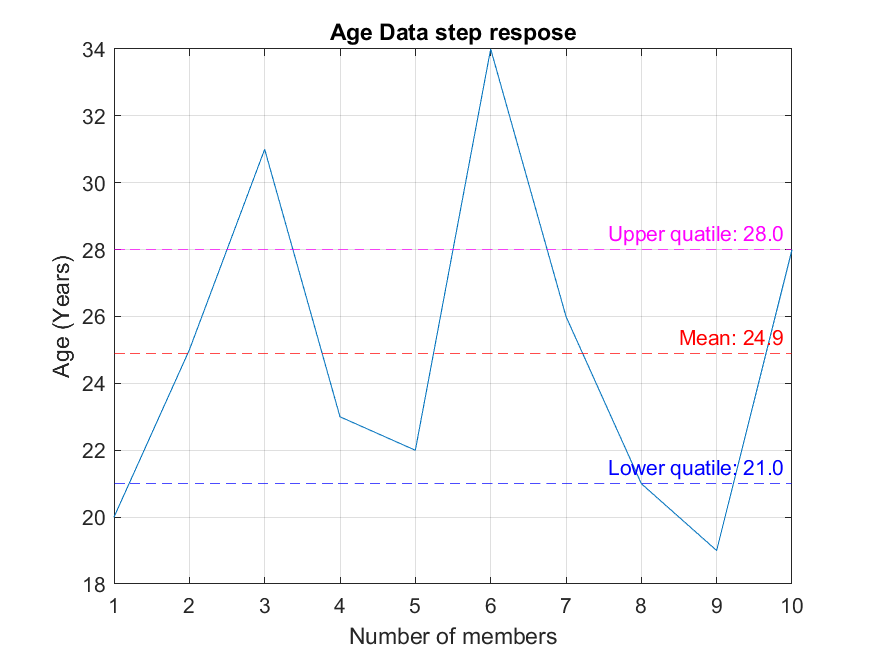 Age Data step respose
34
32
30
28
26
24
22
20
18
Age (Years)
Upper quatile: 28.0
Mean: 24.9
Lower quatile: 21.0
1 2 3 4 5 6 7 8 9 10
Number of members